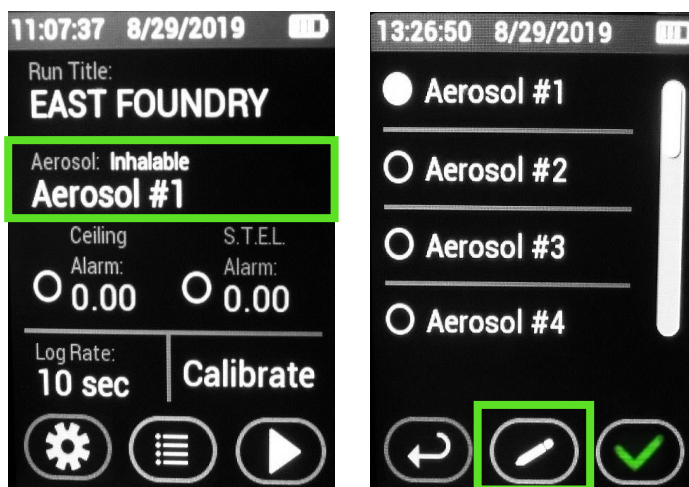 11:07:37 8/29/2019
Run Title:
EAST FOUNDRY
Aerosol: Inhalable
Aerosol #1
Ceiling S.T.E.L.
Alarm: Alarm:
0.00 0.00
Log Rate:
10 sec
Calibrate
13:26:50 8/29/2019
Aerosol #1
Aerosol #2
Aerosol #3
Aerosol #4